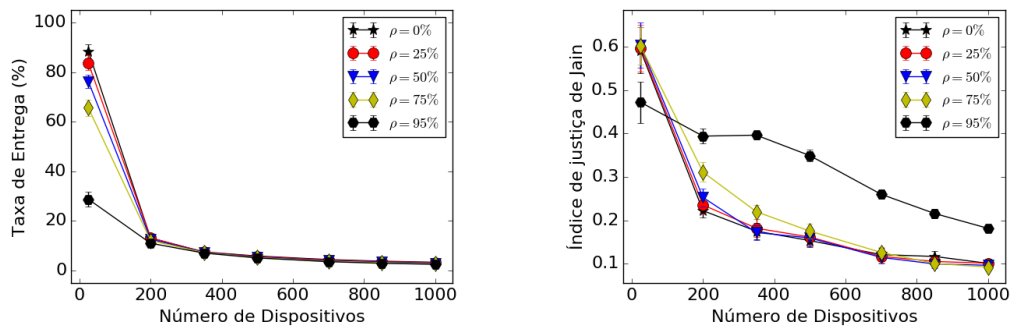 Taxa de Entrega (%)
100
80
60
40
20
0
0 200 400 600 800 1000
Número de Dispositivos
ρ = 0%
ρ = 25%
ρ = 50%
ρ = 75%
ρ = 95%
Índice de justiça de Jain
0.6
0.5
0.4
0.3
0.2
0.1
0 200 400 600 800 1000
Número de Dispositivos
ρ = 0%
ρ = 25%
ρ = 50%
ρ = 75%
ρ = 95%